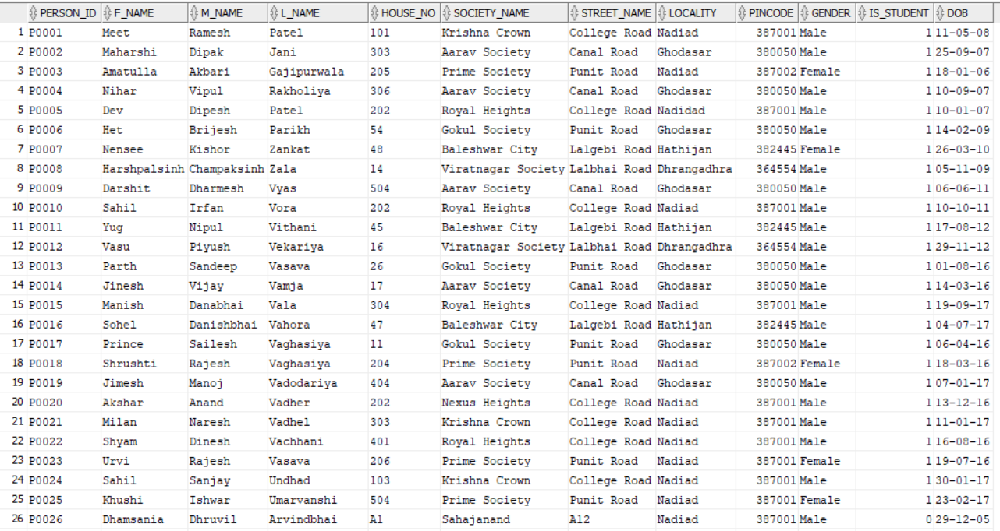 PERSON_ID F_NAME M_NAME L_NAME HOUSE_NO SOCIETY_NAME STREET_NAME LOCALITY PINCODE GENDER IS_STUDENT DOB
1 P0001 Meet Ramesh Patel 101 Krishna Crown College Road Nadiad 387001 Male 1 11-05-08
2 P0002 Maharshi Dipak Jani 303 Aarav Society Canal Road Ghodasar 380050 Male 1 25-09-07
3 P0003 Amatulla Akbari Gajipurwala 205 Prime Society Punit Road Nadiad 387002 Female 1 18-01-06
4 P0004 Nihar Vipul Rakholiya 306 Aarav Society Canal Road Ghodasar 380050 Male 1 10-09-07
5 P0005 Dev Dipesh Patel 202 Royal Heights College Road Nadidad 387001 Male 1 10-01-07
6 P0006 Het Brijesh Parikh 54 Gokul Society Punit Road Ghodasar 380050 Male 1 14-02-09
7 P0007 Nensee Kishor Zankat 48 Baleshwar City Lalgebi Road Hathijan 382445 Female 1 26-03-10
8 P0008 Harshpalsinh Champaksinh Zala 14 Viratnagar Society Lalbhai Road Dhrangadhra 364554 Male 1 05-11-09
9 P0009 Darshit Dharmesh Vyas 504 Aarav Society Canal Road Ghodasar 380050 Male 1 06-06-11
10 P0010 Sahil Irfan Vora 202 Royal Heights College Road Nadiad 387001 Male 1 10-10-11
11 P0011 Yug Nipul Vithani 45 Baleshwar City Lalgebi Road Hathijan 382445 Male 1 17-08-12
12 P0012 Vasu Piyush Vekariya 16 Viratnagar Society Lalbhai Road Dhrangadhra 364554 Male 1 29-11-12
13 P0013 Parth Sandeep Vasava 26 Gokul Society Punit Road Ghodasar 380050 Male 1 01-08-16
14 P0014 Jinesh Vijay Vamja 17 Aarav Society Canal Road Ghodasar 380050 Male 1 14-03-16
15 P0015 Manish Danabhai Vala 304 Royal Heights College Road Nadiad 387001 Male 1 19-09-17
16 P0016 Sohel Danishbhai Vahora 47 Baleshwar City Lalgebi Road Hathijan 382445 Male 1 04-07-17
17 P0017 Prince Sailesh Vaghasiya 11 Gokul Society Punit Road Ghodasar 380050 Male 1 06-04-16
18 P0018 Shrushti Rajesh Vaghasiya 204 Prime Society Punit Road Nadiad 387002 Female 1 18-03-16
19 P0019 Jimesh Manoj Vadodariya 404 Aarav Society Canal Road Ghodasar 380050 Male 1 07-01-17
20 P0020 Akshar Anand Vadher 202 Nexus Heights College Road Nadiad 387001 Male 1 13-12-16
21 P0021 Milan Naresh Vadhel 303 Krishna Crown College Road Nadiad 387001 Male 1 11-01-17
22 P0022 Shyam Dinesh Vachhani 401 Royal Heights College Road Nadiad 387001 Male 1 16-08-16
23 P0023 Urvi Rajesh Vasava 206 Prime Society Punit Road Nadiad 387001 Female 1 19-07-16
24 P0024 Sahil Sanjay Undhad 103 Krishna Crown College Road Nadiad 387001 Male 1 30-01-17
25 P0025 Khushi Ishwar Umarvanshi 504 Prime Society Punit Road Nadiad 387001 Female 1 23-02-17
26 P0026 Dhamsania Dhruvil Arvindbhai A1 Sahajanand A12 Nadiad 387001 Male 0 29-12-05